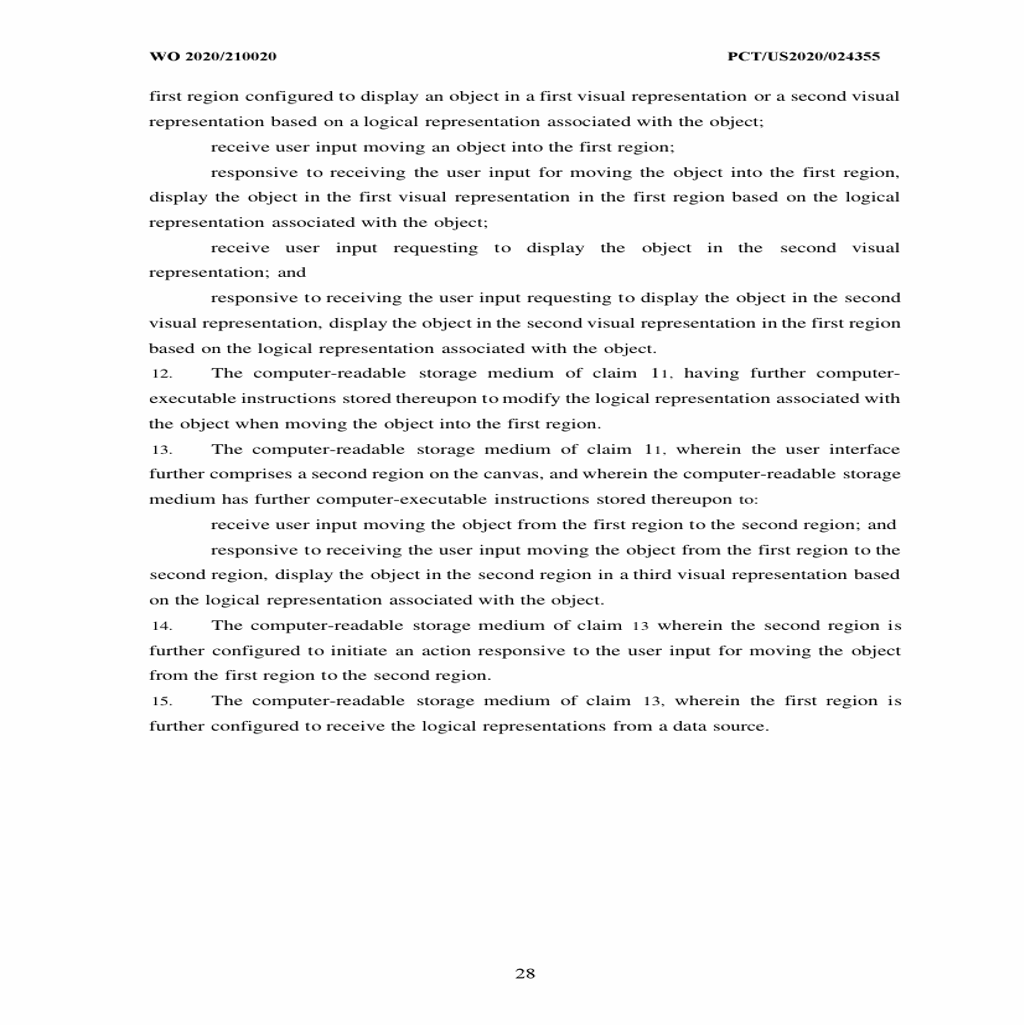 WO 2020/210020 PCT/US2020/024355
first region configured to display an object in a first visual representation or a second visual
representation based on a logical representation associated with the object;
receive user input moving an object into the first region;
responsive to receiving the user input for moving the object into the first region,
display the object in the first visual representation in the first region based on the logical
representation associated with the object;
receive user input requesting to display the object in the second visual
representation; and
responsive to receiving the user input requesting to display the object in the second
visual representation, display the object in the second visual representation in the first region
based on the logical representation associated with the object.
12. The computer-readable storage medium of claim 11, having further computer-
executable instructions stored thereupon to modify the logical representation associated with
the object when moving the object into the first region.
13. The computer-readable storage medium of claim 11, wherein the user interface
further comprises a second region on the canvas, and wherein the computer-readable storage
medium has further computer-executable instructions stored thereupon to:
receive user input moving the object from the first region to the second region; and
responsive to receiving the user input moving the object from the first region to the
second region, display the object in the second region in a third visual representation based
on the logical representation associated with the object.
14. The computer-readable storage medium of claim 13 wherein the second region is
further configured to initiate an action responsive to the user input for moving the object
from the first region to the second region.
15. The computer-readable storage medium of claim 13, wherein the first region is
further configured to receive the logical representations from a data source.
28